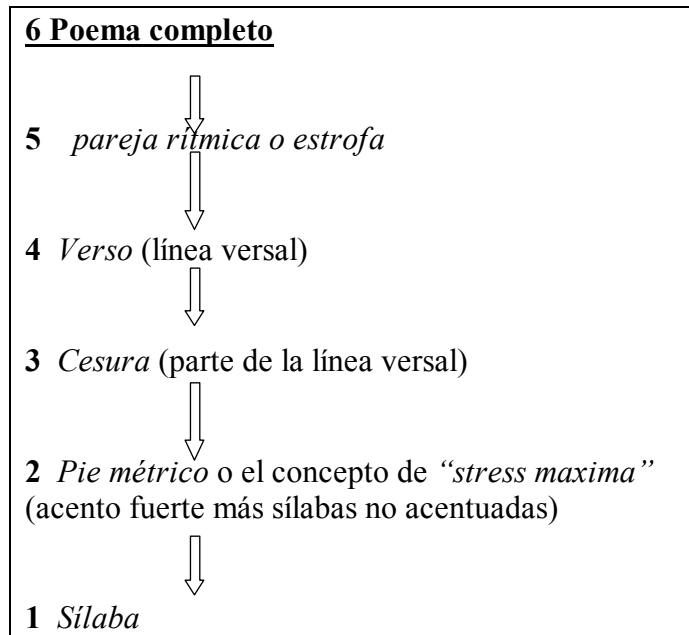 6 Poema completo
5 pareja rítmica o estrofa
4 Verso (línea versal)
3 Cesura (parte de la línea versal)
2 Pie métrico o el concepto de “stress maxima”
(acento fuerte más sílabas no acentuadas)
1 Sílaba